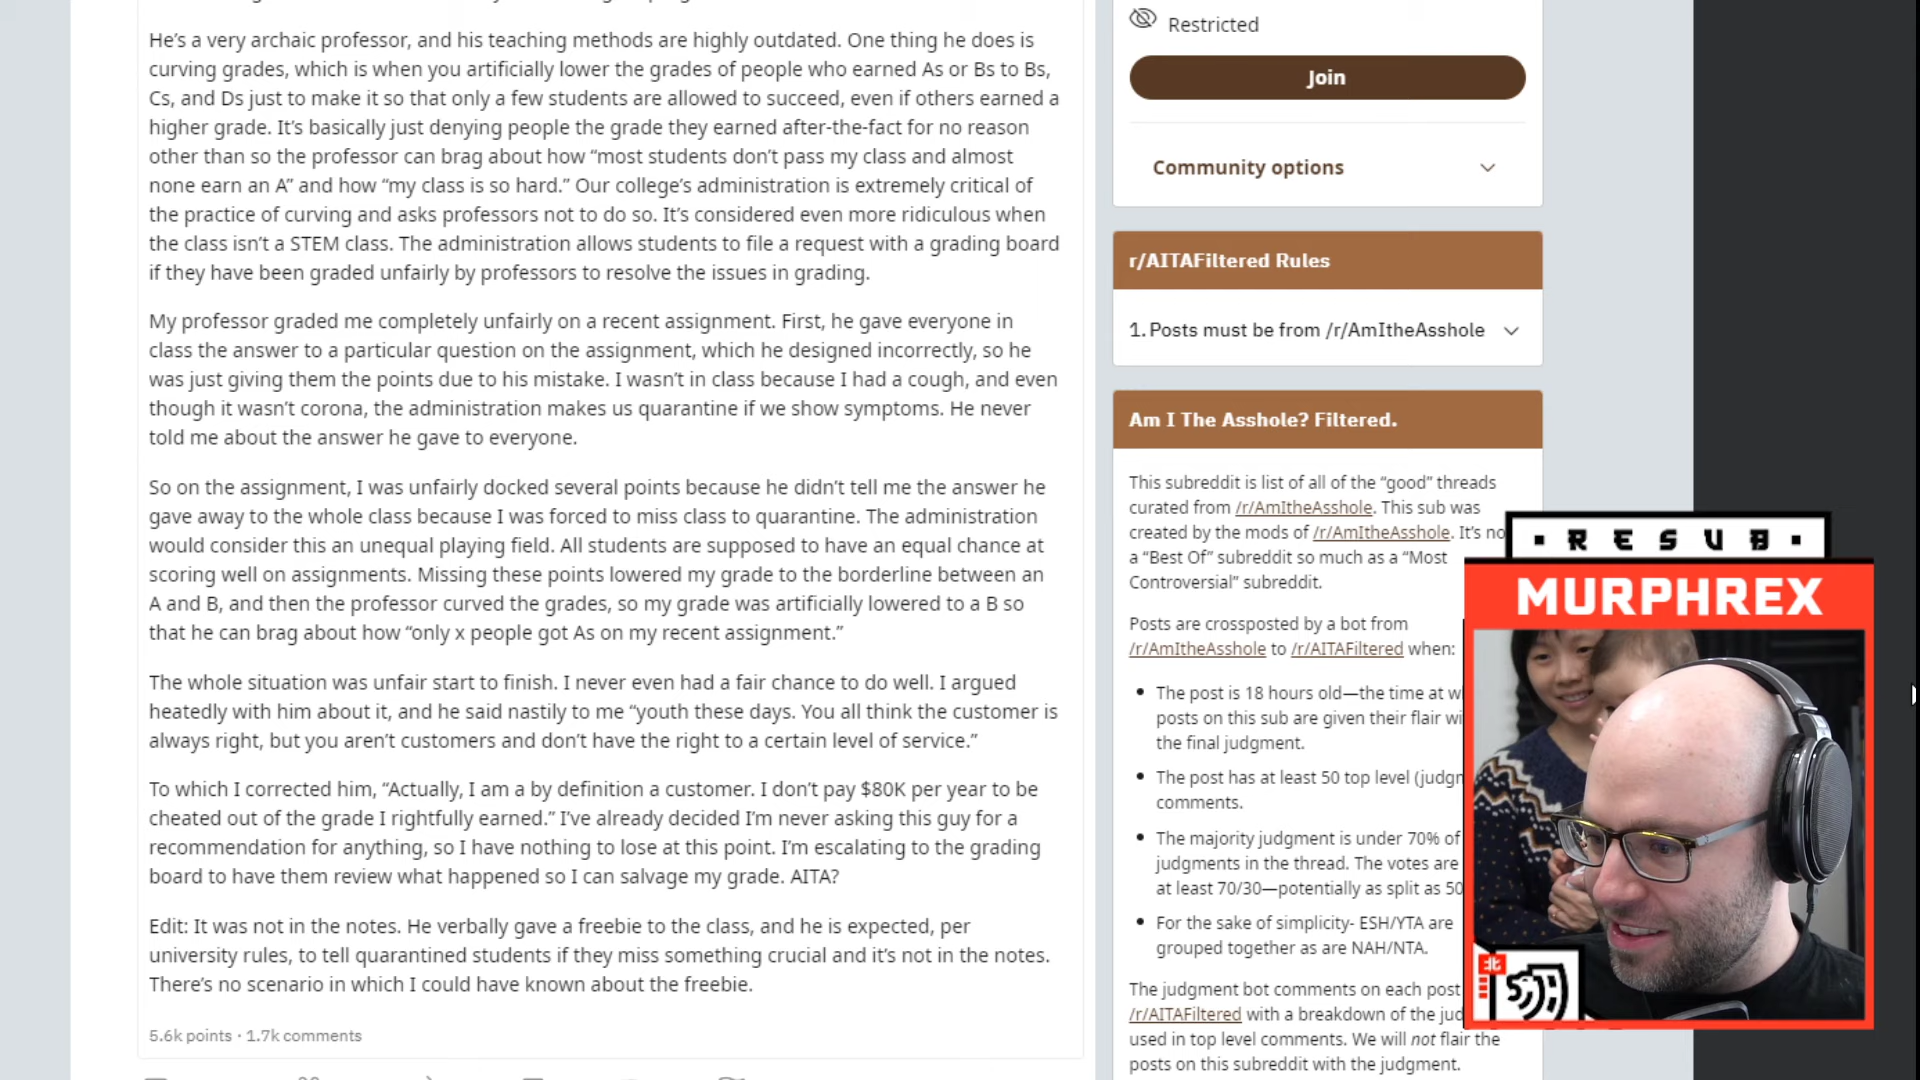 He's a very archaic professor, and his teaching methods are highly outdated. One thing he does is
curving grades, which is when you artificially lower the grades of people who earned As or Bs to Bs,
Cs, and Ds just to make it so that only a few students are allowed to succeed, even if others earned a
higher grade. It's basically just denying people the grade they earned after-the-fact for no reason
other than so the professor can brag about how “most students don't pass my class and almost
none earn an A” and how “my class is so hard.” Our college's administration is extremely critical of
the practice of curving and asks professors not to do so. It's considered even more ridiculous when
the class isn't a STEM class. The administration allows students to file a request with a grading board
if they have been graded unfairly by professors to resolve the issues in grading.
My professor graded me completely unfairly on a recent assignment. First, he gave everyone in
class the answer to a particular question on the assignment, which he designed incorrectly, so he
was just giving them the points due to his mistake. I wasn't in class because I had a cough, and even
though it wasn't corona, the administration makes us quarantine if we show symptoms. He never
told me about the answer he gave to everyone.
So on the assignment, I was unfairly docked several points because he didn't tell me the answer he
gave away to the whole class because I was forced to miss class to quarantine. The administration
would consider this an unequal playing field. All students are supposed to have an equal chance at
scoring well on assignments. Missing these points lowered my grade to the borderline between an
A and B, and then the professor curved the grades, so my grade was artificially lowered to a B so
that he can brag about how “only x people got As on my recent assignment.”
The whole situation was unfair start to finish. I never even had a fair chance to do well. I argued
heatedly with him about it, and he said nastily to me “youth these days. You all think the customer is
always right, but you aren't customers and don't have the right to a certain level of service.”
To which I corrected him, “Actually, I am a by definition a customer. I don't pay $80K per year to be
cheated out of the grade I rightfully earned.” I've already decided I'm never asking this guy for a
recommendation for anything, so I have nothing to lose at this point. I'm escalating to the grading
board to have them review what happened so I can salvage my grade. AITA?
Edit: It was not in the notes. He verbally gave a freebie to the class, and he is expected, per
university rules, to tell quarantined students if they miss something crucial and it's not in the notes.
There's no scenario in which I could have known about the freebie.
5.6k points · 1.7k comments
Restricted
Join
Community options
r/AITAFiltered Rules
1. Posts must be from /r/AmItheAsshole
Am I The Asshole? Filtered.
This subreddit is list of all of the “good” threads
curated from /r/AmItheAsshole. This sub was
created by the mods of /r/AmItheAsshole. It's no
a “Best Of” subreddit so much as a “Most
Controversial” subreddit.
Posts are crossposted by a bot from
/r/AmItheAsshole to /r/AITAFiltered when:
The post is 18 hours old—the time at w
posts on this sub are given their flair wi
the final judgment.
The post has at least 50 top level (judgr
comments.
The majority judgment is under 70% of
judgments in the thread. The votes are
at least 70/30—potentially as split as 50
For the sake of simplicity- ESH/YTA are
grouped together as are NAH/NTA.
The judgment bot comments on each post
/r/AITAFiltered with a breakdown of the jud
used in top level comments. We will not flair the
posts on this subreddit with the judgment.
RESUB
MURPHREX
北